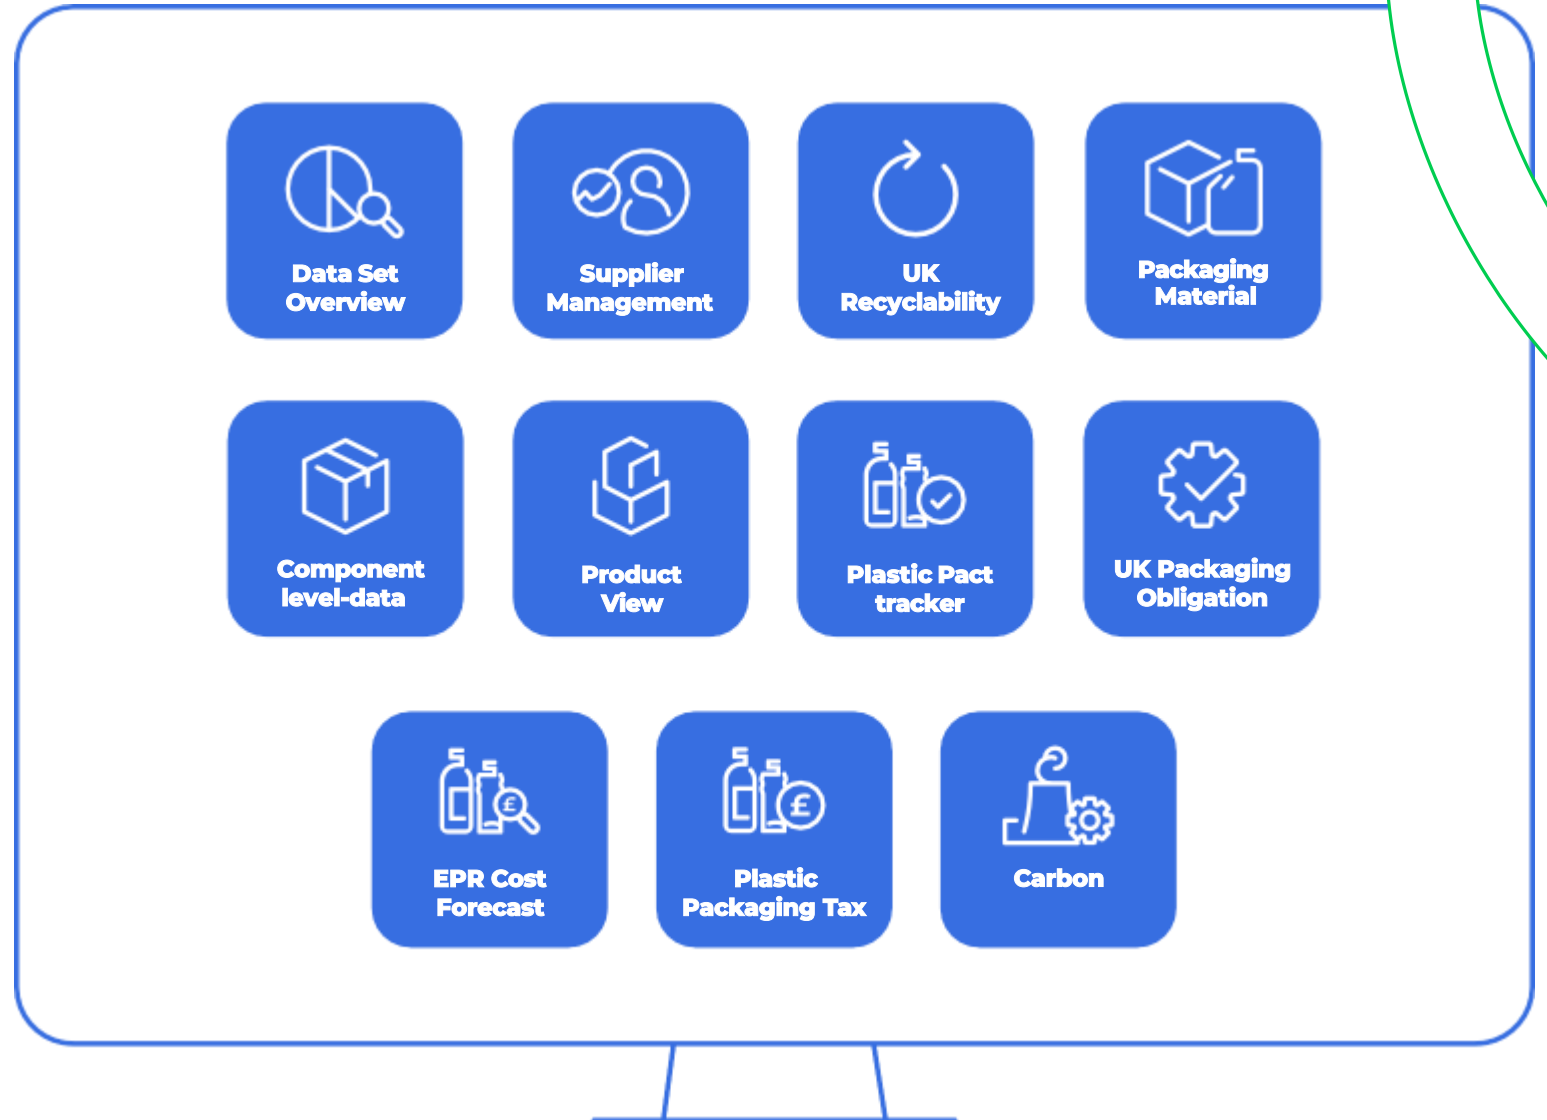 Data Set
Overview
Supplier
Management
UK
Recyclability
Packaging
Material
Component
level-data
Product
View
Plastic Pact
tracker
UK Packaging
Obligation
£
EPR Cost
Forecast
£
Plastic
Packaging Tax
Carbon